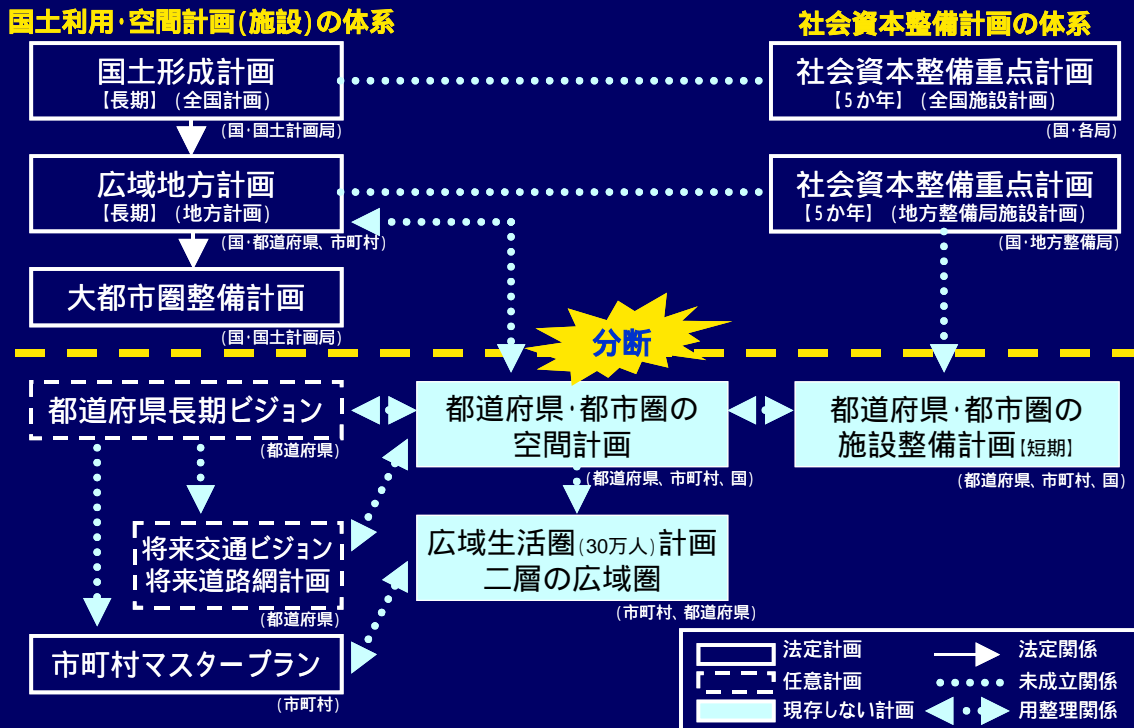 国土利用・空間計画(施設)の体系
社会資本整備計画の体系
国土形成計画
【長期】(全国計画)
(国・国土計画局)
社会資本整備重点計画
【5か年】(全国施設計画)
(国・各局)
広域地方計画
【長期】(地方計画)
(国・都道府県、市町村)
社会資本整備重点計画
【5か年】(地方整備局施設計画)
(国・地方整備局)
大都市圏整備計画
(国・国土計画局)
分断
都道府県長期ビジョン
(都道府県)
都道府県・都市圏の
空間計画
(都道府県、市町村、国)
都道府県・都市圏の
施設整備計画【短期】
(都道府県、市町村、国)
将来交通ビジョン
将来道路網計画
(都道府県)
広域生活圏(30万人)計画
二層の広域圏
(市町村、都道府県)
市町村マスタープラン
(市町村)
法定計画
法定関係
任意計画
未成立関係
現存しない計画
用整理関係